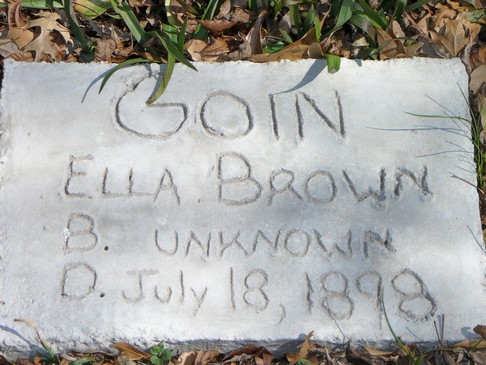 GOIN
ELLA BROWN
B. UNKNOWN
D. July 18, 1898